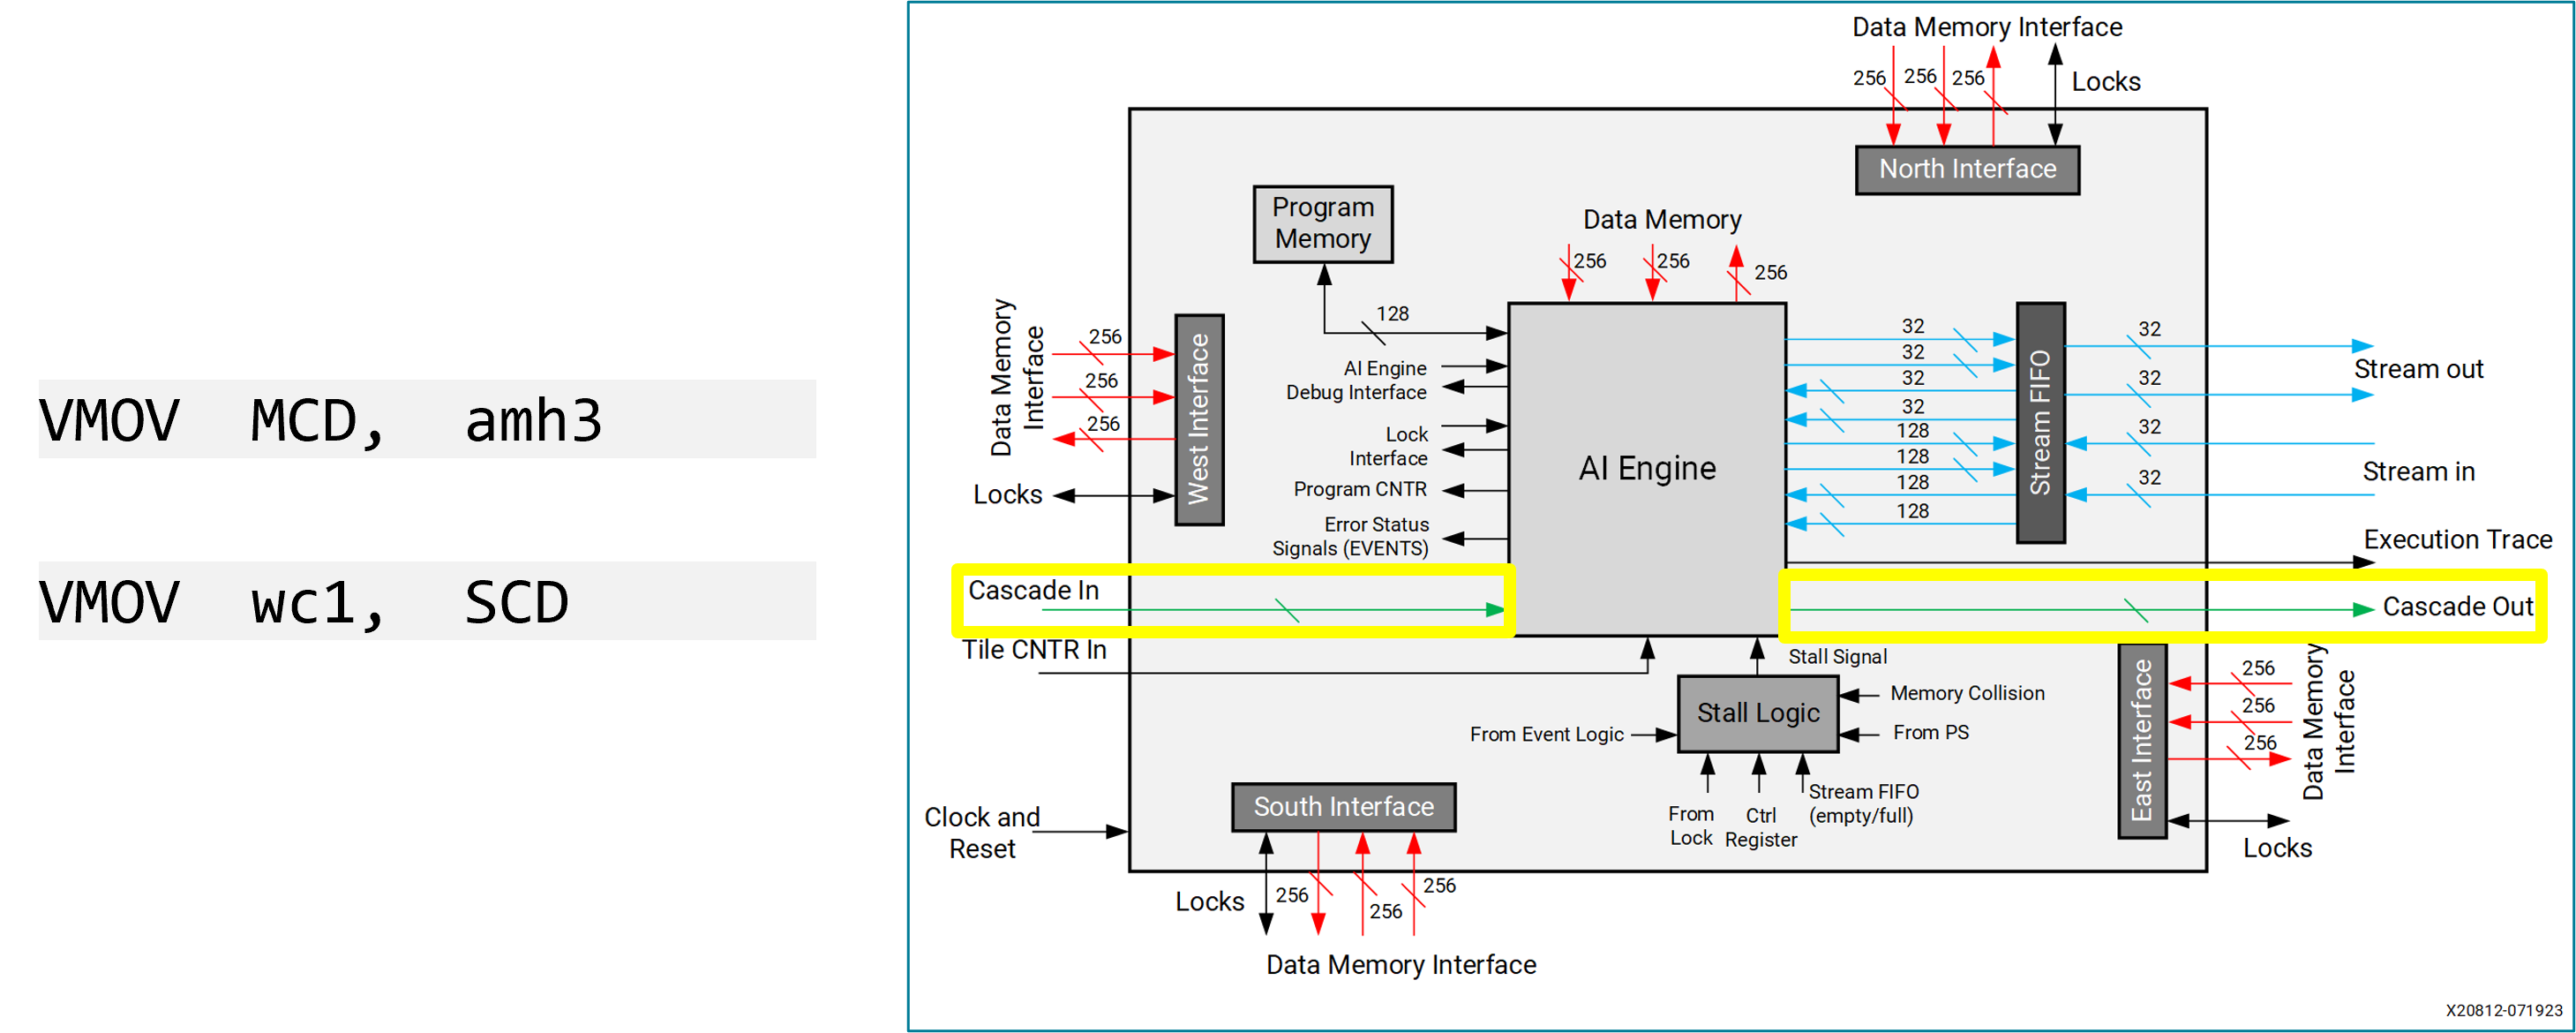 VMOV MCD, amh3
VMOV wc1, SCD
Data Memory Interface
256
256
256
Locks
North Interface
Program
Memory
Data Memory
256
256
256
128
Data Memory
Interface
256
256
256
Locks
West Interface
AI Engine
Debug Interface
Lock
Interface
Program CNTR
Error Status
Signals (EVENTS)
AI Engine
32
32
32
32
128
128
128
128
Stream FIFO
32
32
32
32
Stream out
Stream in
Execution Trace
Cascade In
Cascade Out
Tile CNTR In
Stall Signal
Stall Logic
Memory Collision
From Event Logic
From PS
From
Lock
Ctrl
Register
Stream FIFO
(empty/full)
East Interface
256
256
256
Data Memory
Interface
Locks
Clock and
Reset
South Interface
Locks
256
256
256
Data Memory Interface
X20812-071923